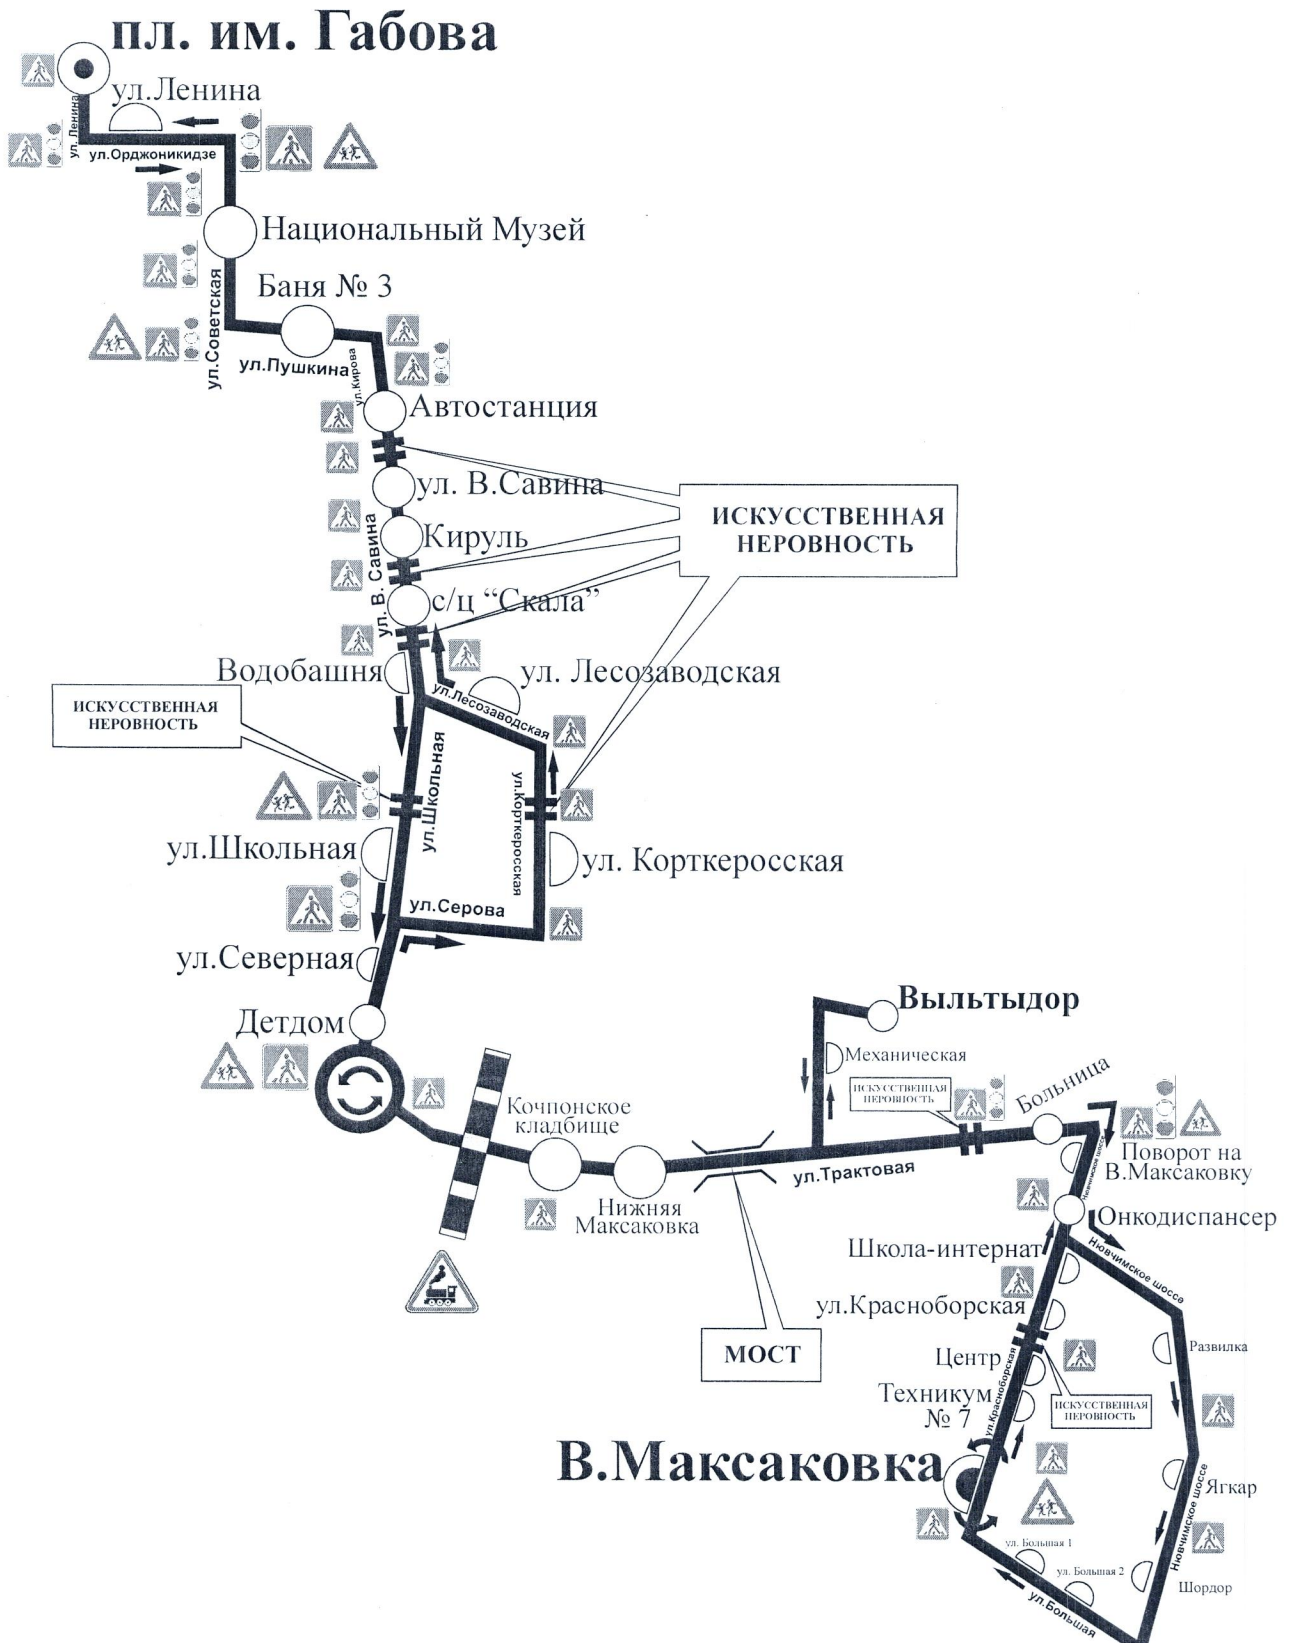 пл. им. Габова
ул.Ленина
ул. Ленина
ул.Орджоникидзе
Национальный Музей
ул.Советская
Баня № 3
ул.Пушкина
ул.Кирова
Автостанция
ул. В.Савина
ИСКУССТВЕННАЯ
НЕРОВНОСТЬ
Кируль
ул. В. Савина
с/ц “Скала”
Водобашня
ул. Лесозаводская
ул.Лесозаводская
ИСКУССТВЕННАЯ
НЕРОВНОСТЬ
ул.Школьная
ул.Корткеросская
ул.Школьная
ул. Корткеросская
ул.Серова
ул.Северная
Детдом
Выльтыдор
Механическая
ИСКУССТВЕННАЯ
НЕРОВНОСТЬ
Больница
Кочпонское
кладбище
Нижняя
Максаковка
ул.Трактовая
Поворот на
В.Максаковку
Нювчимское шоссе
Онкодиспансер
Школа-интернат
Нювчимское шоссе
ул.Красноборская
МОСТ
Развилка
Центр
ул.Красноборская
Техникум
№ 7
ИСКУССТВЕННАЯ
НЕРОВНОСТЬ
В.Максаковка
Ягкар
Нювчимское шоссе
ул. Большая 1
ул. Большая 2
Шордор
ул.Большая